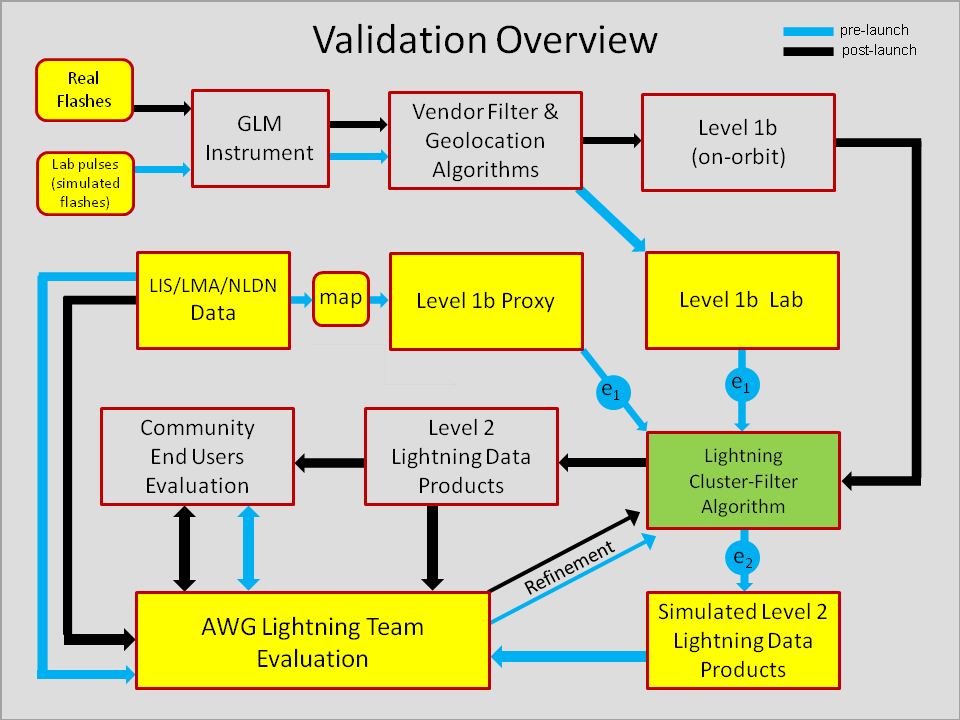 Validation Overview
pre-launch
post-launch
Real
Flashes
GLM
Instrument
Vendor Filter &
Geolocation
Algorithms
Level 1b
(on-orbit)
Lab pulses
(simulated
flashes)
LIS/LMA/NLDN
Data
map
Level 1b Proxy
Level 1b  Lab
e1
e1
Community
End Users
Evaluation
Level 2
Lightning Data
Products
Lightning
Cluster-Filter
Algorithm
Refinement
e2
AWG Lightning Team
Evaluation
Simulated Level 2
Lightning Data
Products